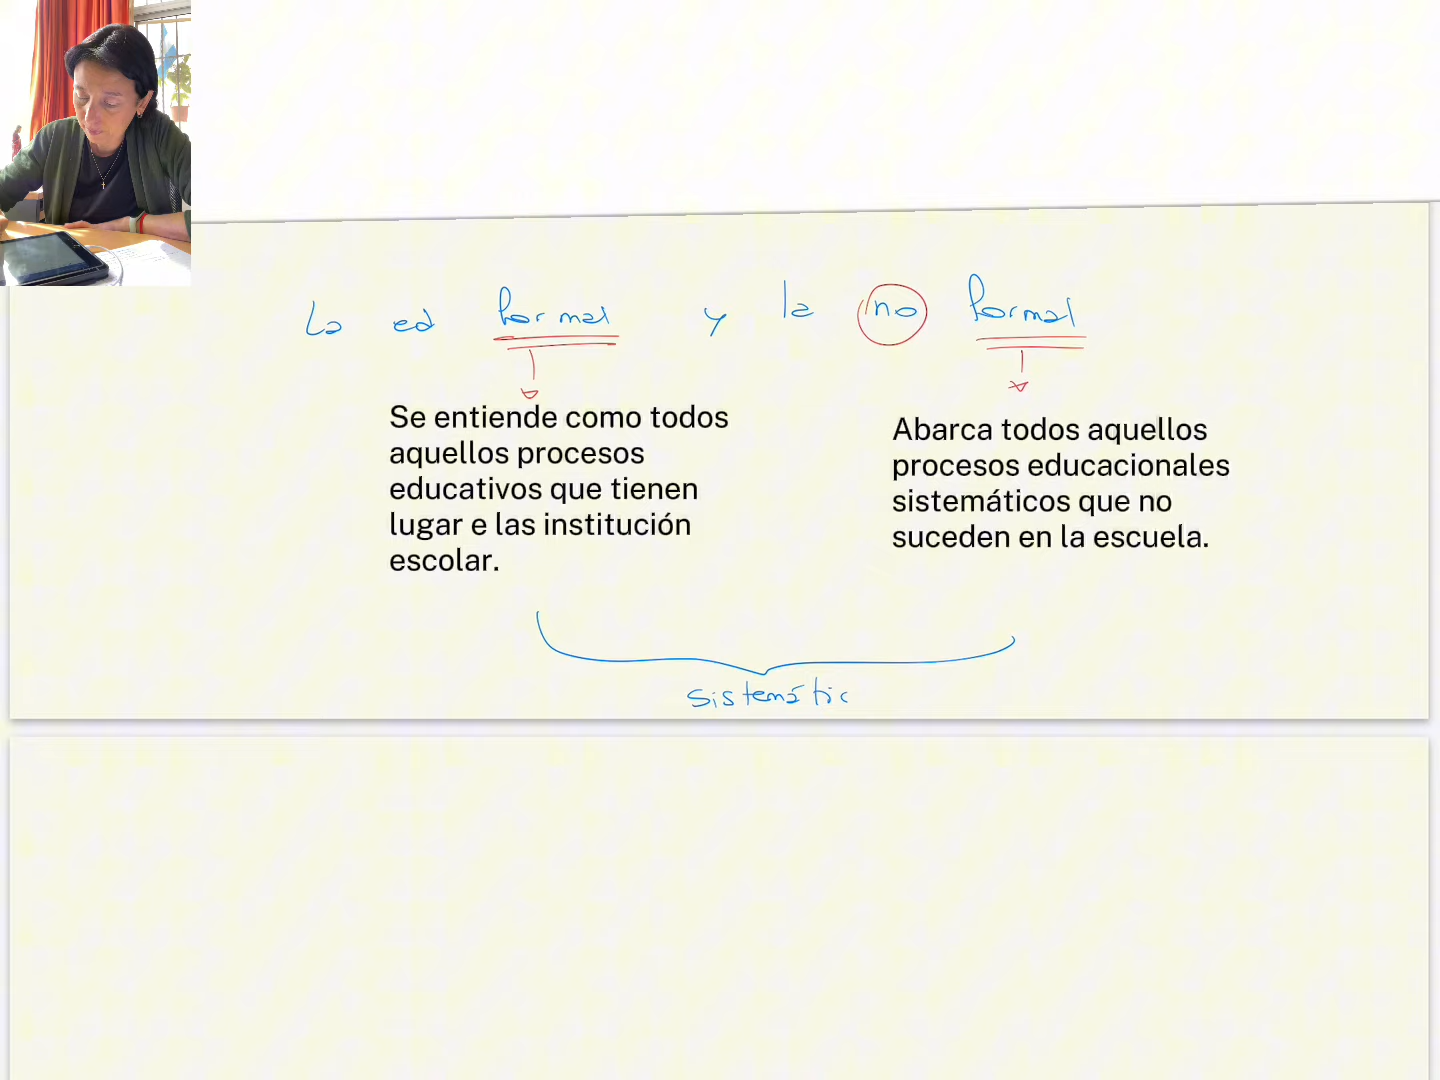 La ed formal y la no formal
Se entiende como todos
aquellos procesos
educativos que tienen
lugar e las institución
escolar.
Abarca todos aquellos
procesos educacionales
sistemáticos que no
suceden en la escuela.
sistemátic